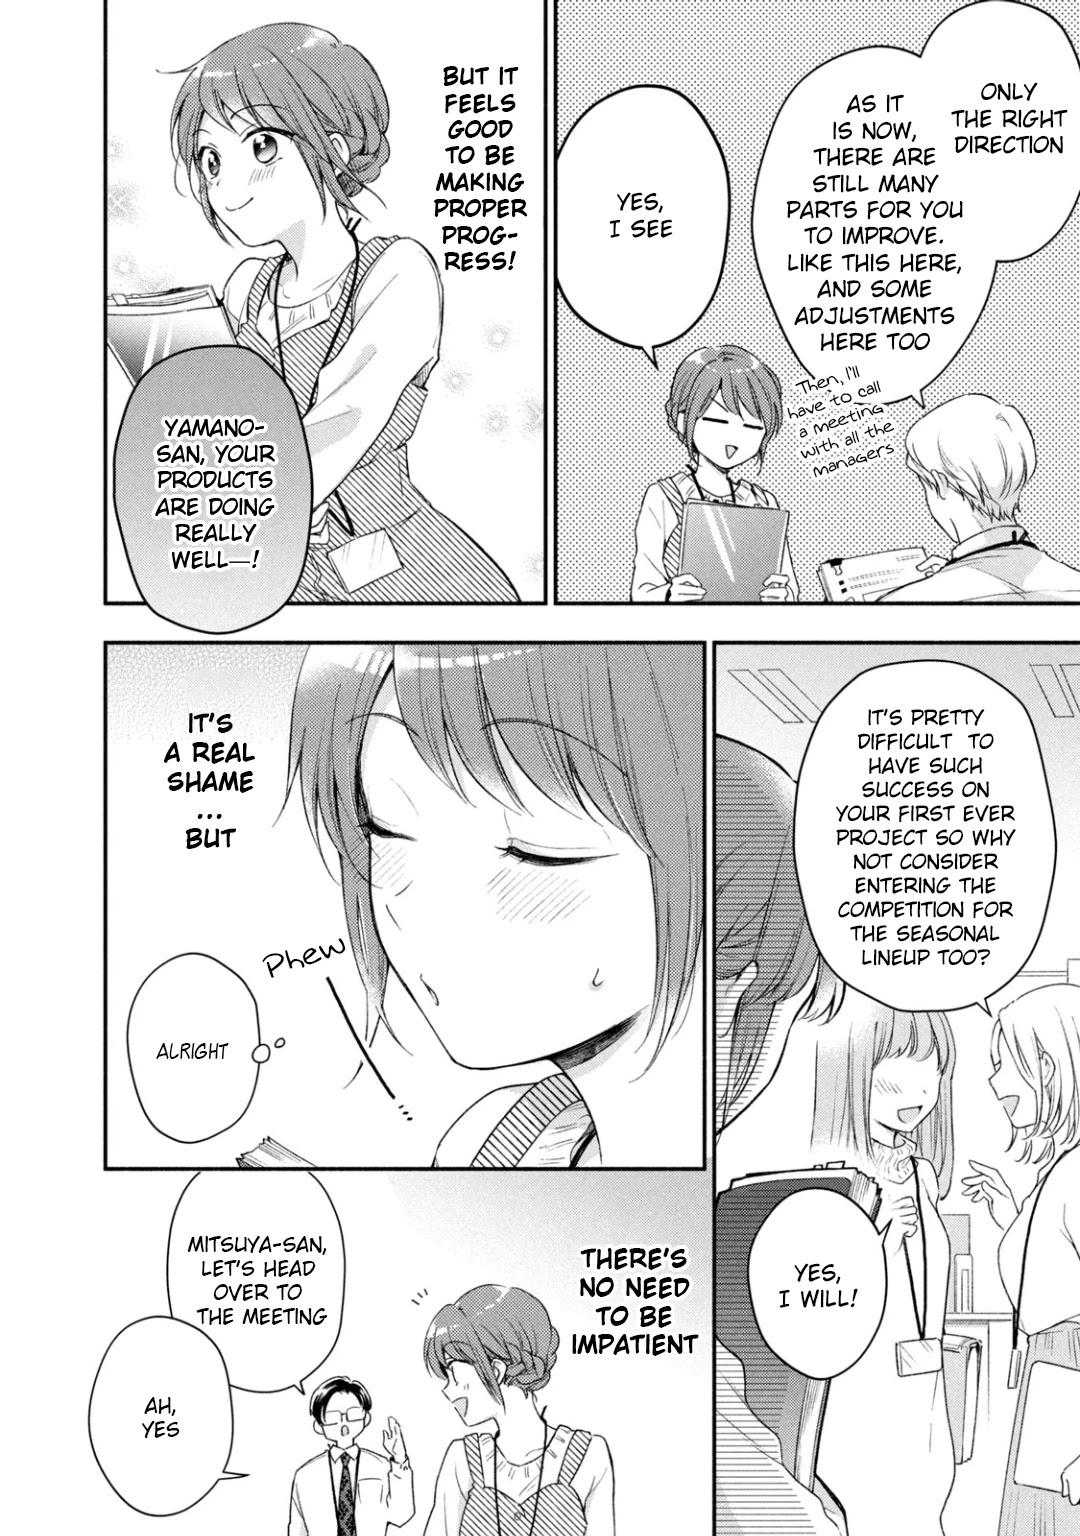 ONLY
THE RIGHT
DIRECTION
AS IT
IS NOW,
THERE ARE
STILL MANY
PARTS FOR YOU
TO IMPROVE.
LIKE THIS HERE,
AND SOME
ADJUSTMENTS
HERE TOO
Then, I'll
have to call
a meeting
with all the
managers
YES,
I SEE
BUT IT
FEELS
GOOD
TO BE
MAKING
PROPER
PROG-
RESS!
YAMANO-
SAN, YOUR
PRODUCTS
ARE DOING
REALLY
WELL—!
IT'S PRETTY
DIFFICULT TO
HAVE SUCH
SUCCESS ON
YOUR FIRST EVER
PROJECT SO WHY
NOT CONSIDER
ENTERING THE
COMPETITION FOR
THE SEASONAL
LINEUP TOO?
YES,
I WILL!
IT'S
A REAL
SHAME
...
BUT
Phew
ALRIGHT
THERE'S
NO NEED
TO BE
IMPATIENT
MITSUYA-SAN,
LET'S HEAD
OVER TO
THE MEETING
AH,
YES